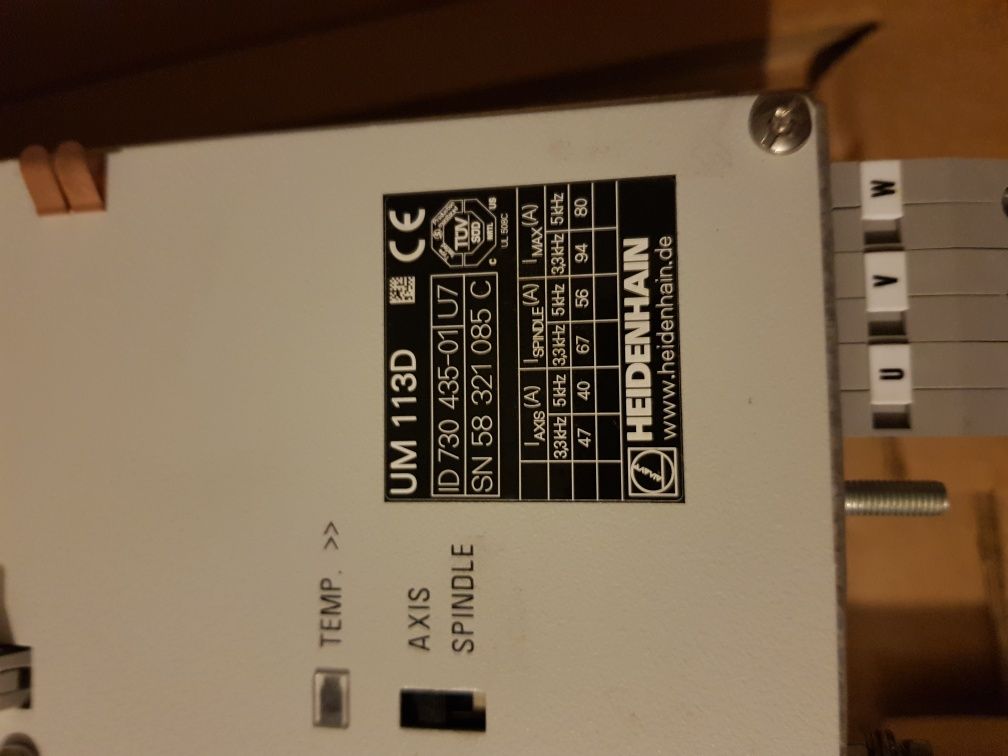 UM 113D
CE
ID 730 435-01 U7
SN 58 321 085 C
TÜV
SÜD
NRTL
C US
UL 508C
I AXIS (A) I SPINDLE (A) I MAX (A)
3,3kHz 5kHz 3,3kHz 5kHz 3,3kHz 5kHz
47 40 67 56 94 80
HEIDENHAIN
www.heidenhain.de
TEMP. >>
AXIS
SPINDLE
U V W